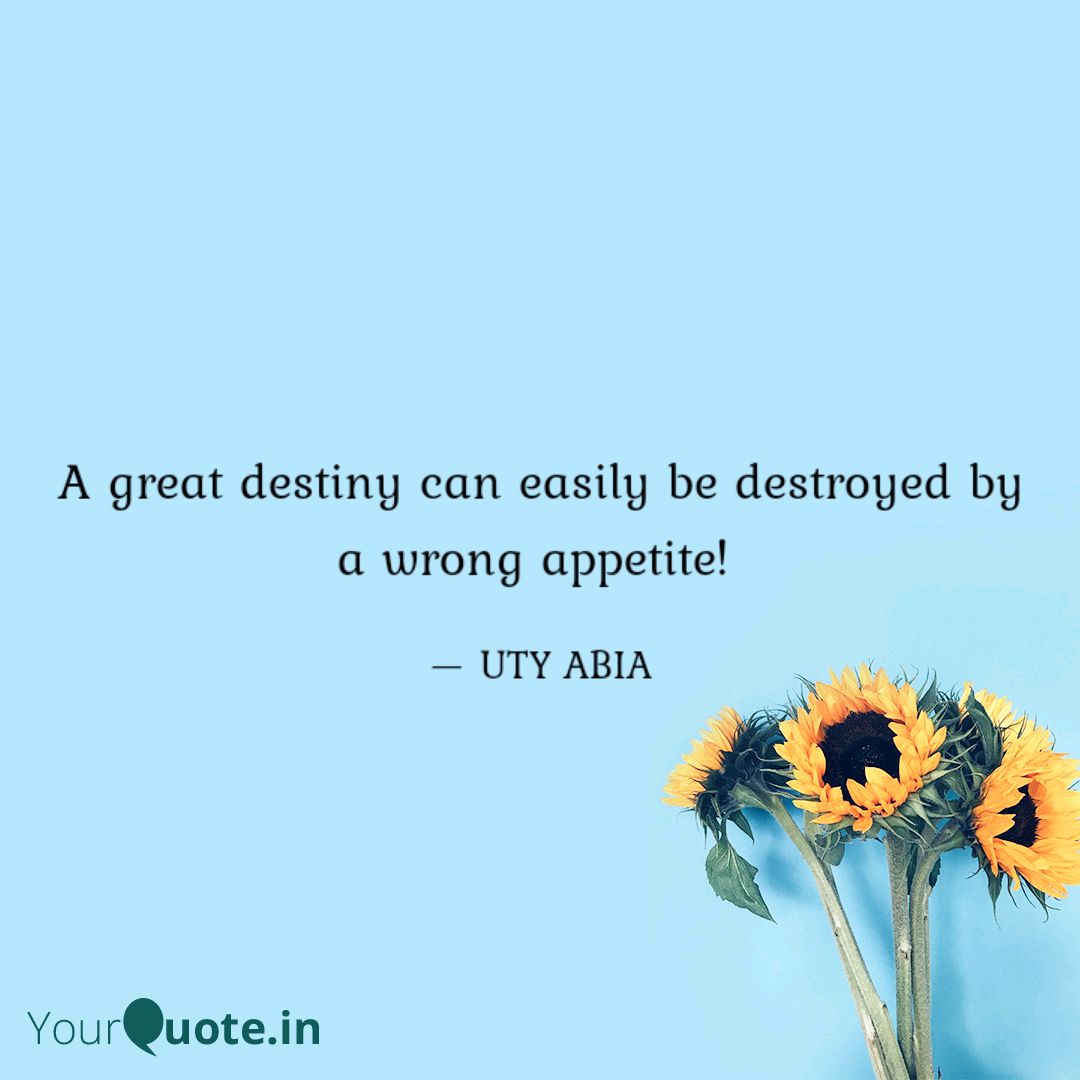 A great destiny can easily be destroyed by
a wrong appetite!
— UTY ABIA
YourQuote.in